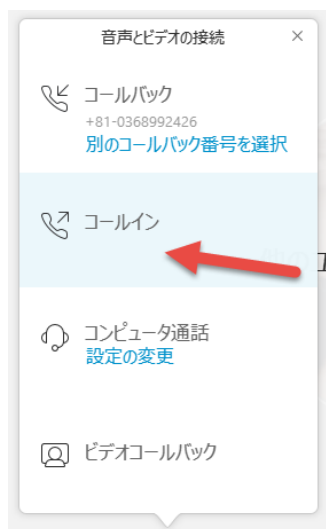 音声とビデオの接続
コールバック
+81-0368992426
別のコールバック番号を選択
コールイン
コンピュータ通話
設定の変更
ビデオコールバック